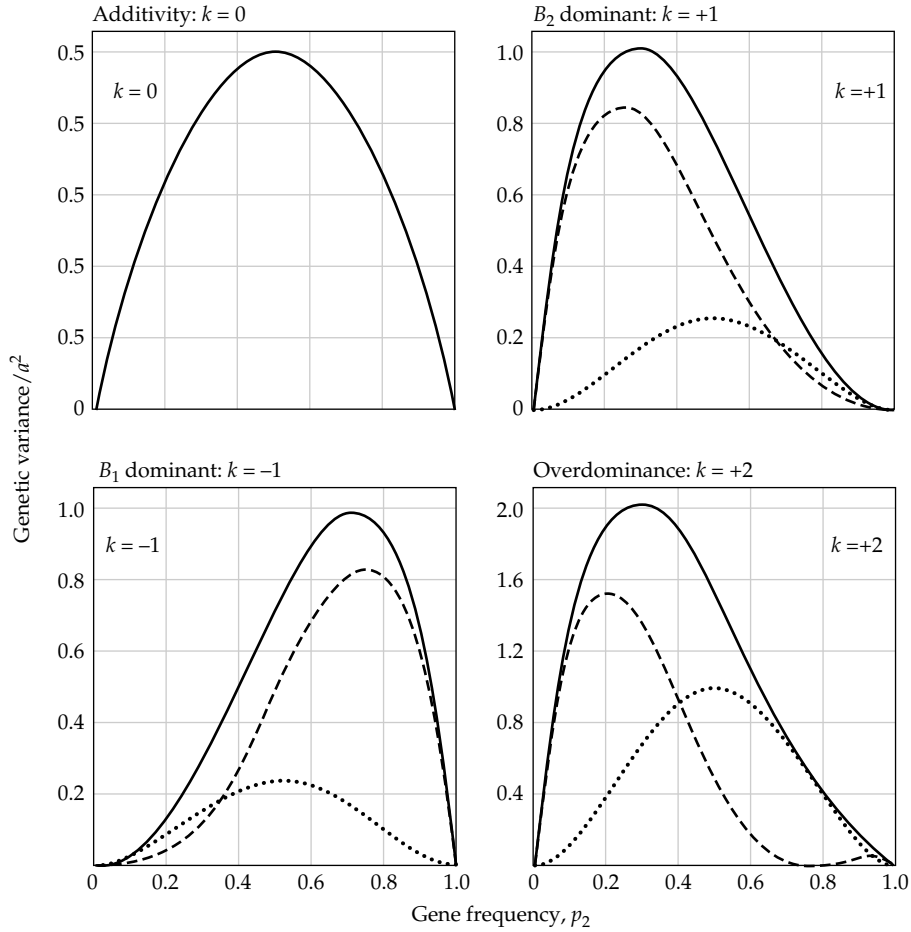 Additivity: k = 0
k = 0
0.5
0.5
0.5
0.5
0.5
0
B2 dominant: k = +1
k =+1
1.0
0.8
0.6
0.4
0.2
0
Genetic variance/a²
B1 dominant: k = –1
k = –1
1.0
0.8
0.6
0.4
0.2
0 0.2 0.4 0.6 0.8 1.0
Overdominance: k = +2
k =+2
2.0
1.6
1.2
0.8
0.4
0 0.2 0.4 0.6 0.8 1.0
Gene frequency, p2